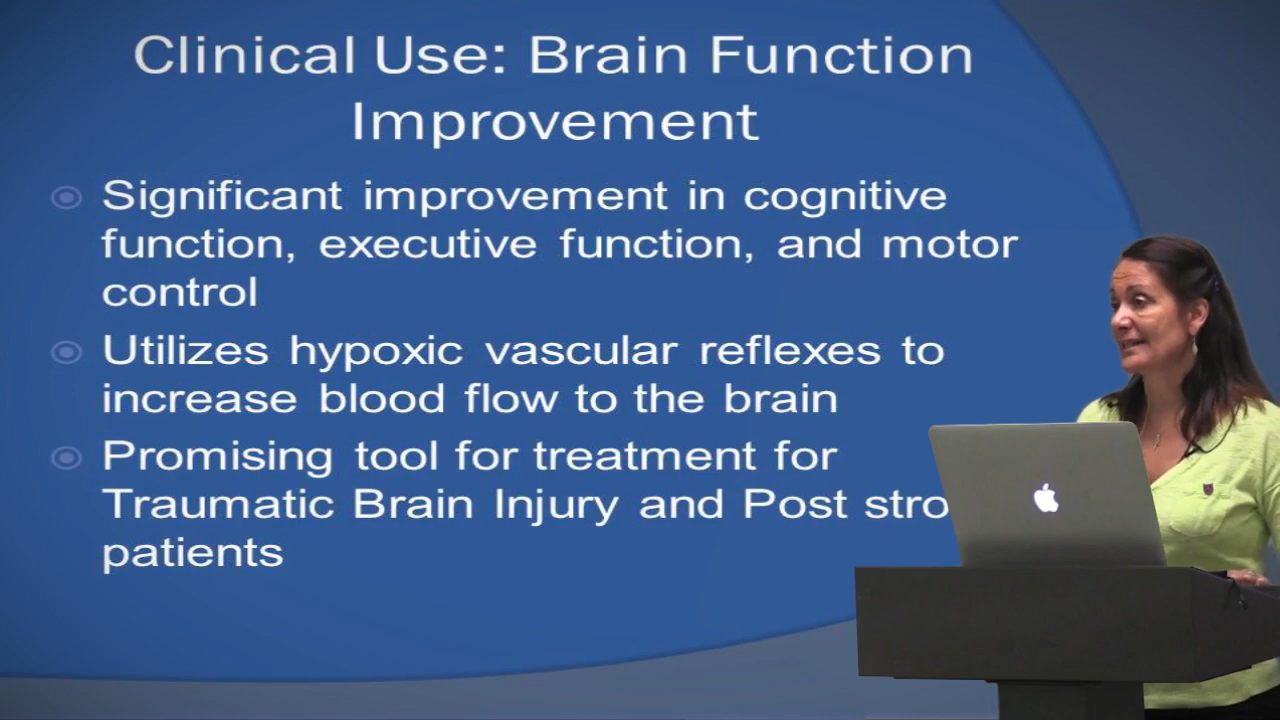 Clinical Use: Brain Function
Improvement
Significant improvement in cognitive
function, executive function, and motor
control
Utilizes hypoxic vascular reflexes to
increase blood flow to the brain
Promising tool for treatment for
Traumatic Brain Injury and Post stro
patients